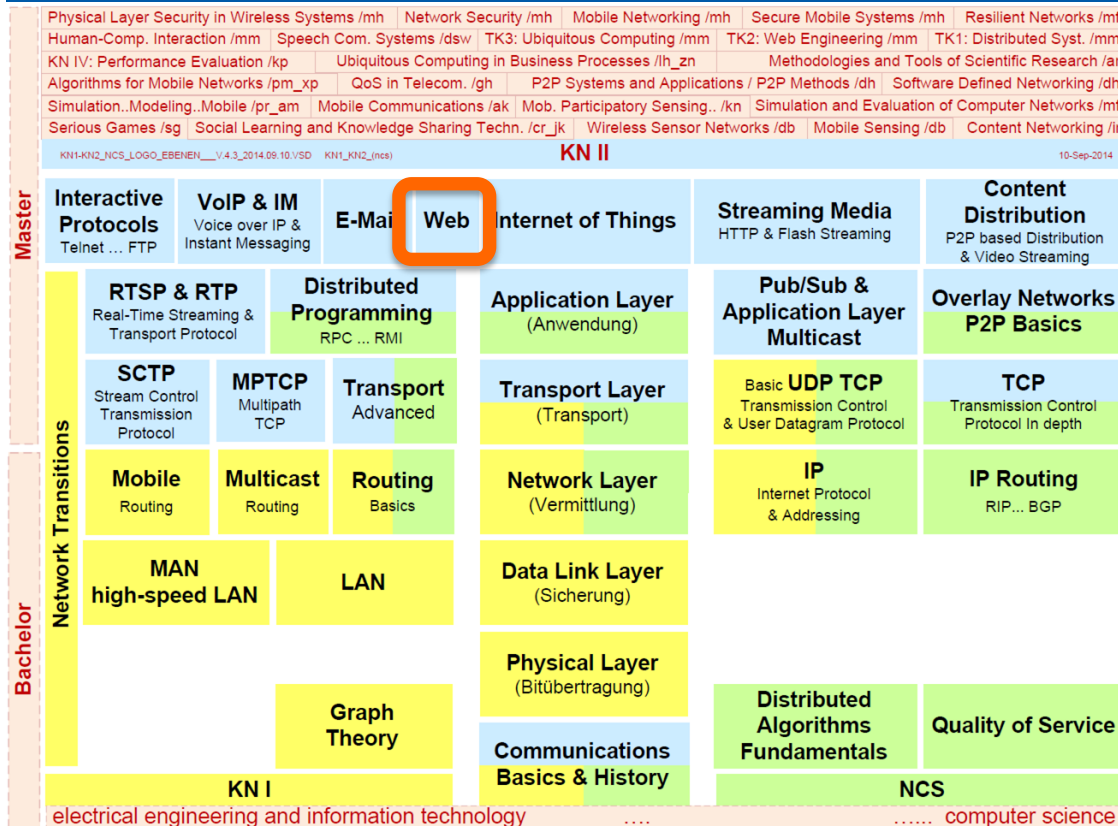 Physical Layer Security in Wireless Systems /mh Network Security /mh Mobile Networking /mh Secure Mobile Systems /mh Resilient Networks
Human-Comp. Interaction /mm Speech Com. Systems /dsw TK3: Ubiquitous Computing /mm TK2: Web Engineering /mm TK1: Distributed Syst. /mm
KN IV: Performance Evaluation /kp Ubiquitous Computing in Business Processes /lh_zn Methodologies and Tools of Scientific Research
Algorithms for Mobile Networks /pm_xp QoS in Telecom. /gh P2P Systems and Applications / P2P Methods /dh Software Defined Networking
Simulation..Modeling..Mobile /pr_am Mobile Communications /ak Mob. Participatory Sensing.. /kn Simulation and Evaluation of Computer Networks
Serious Games /sg Social Learning and Knowledge Sharing Techn. /cr_jk Wireless Sensor Networks /db Mobile Sensing /db Content Networking
KN1-KN2_NCS_LOGO_EBENEN___V.4.3_2014.09.10.VSD KN1_KN2_(ncs) KN II 10-Sep-2014
Master
Interactive
Protocols
Telnet ... FTP
VoIP & IM
Voice over IP &
Instant Messaging
E-Mai
Web
Internet of Things
Streaming Media
HTTP & Flash Streaming
Content
Distribution
P2P based Distribution
& Video Streaming
Network Transitions
RTSP & RTP
Real-Time Streaming &
Transport Protocol
Distributed
Programming
RPC ... RMI
Application Layer
(Anwendung)
Pub/Sub &
Application Layer
Multicast
Overlay Networks
P2P Basics
SCTP
Stream Control
Transmission
Protocol
MPTCP
Multipath
TCP
Transport
Advanced
Transport Layer
(Transport)
Basic UDP TCP
Transmission Control
& User Datagram Protocol
TCP
Transmission Control
Protocol In depth
Bachelor
Mobile
Routing
Multicast
Routing
Routing
Basics
Network Layer
(Vermittlung)
IP
Internet Protocol
& Addressing
IP Routing
RIP... BGP
MAN
high-speed LAN
LAN
Data Link Layer
(Sicherung)
Physical Layer
(Bitübertragung)
Graph
Theory
Communications
Basics & History
Distributed
Algorithms
Fundamentals
Quality of Service
KN I
NCS
electrical engineering and information technology .... ...... computer science